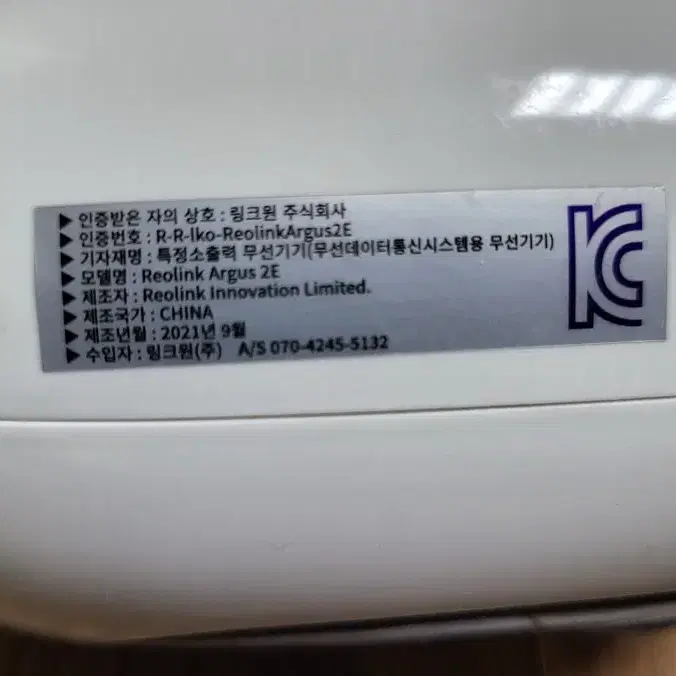 ▶ 인증받은 자의 상호 : 링크원 주식회사
▶ 인증번호 : R-R-lko-ReolinkArgus2E
▶ 기자재명 : 특정소출력 무선기기(무선데이터통신시스템용 무선기기)
▶ 모델명 : Reolink Argus 2E
▶ 제조자 : Reolink Innovation Limited.
▶ 제조국가 : CHINA
▶ 제조년월 : 2021년 9월
▶ 수입자 : 링크원(주) A/S 070-4245-5132
KC